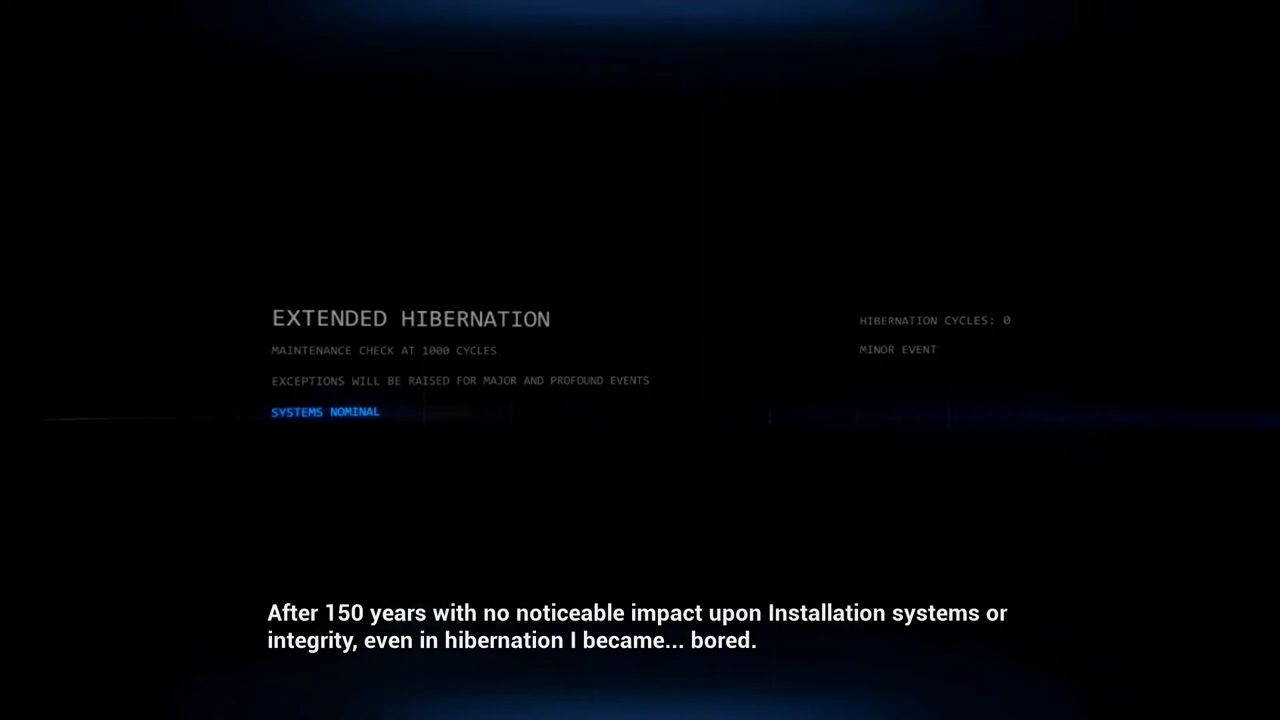 EXTENDED HIBERNATION
MAINTENANCE CHECK AT 1000 CYCLES
EXCEPTIONS WILL BE RAISED FOR MAJOR AND PROFOUND EVENTS
SYSTEMS NOMINAL
HIBERNATION CYCLES: 0
MINOR EVENT
After 150 years with no noticeable impact upon Installation systems or
integrity, even in hibernation I became... bored.